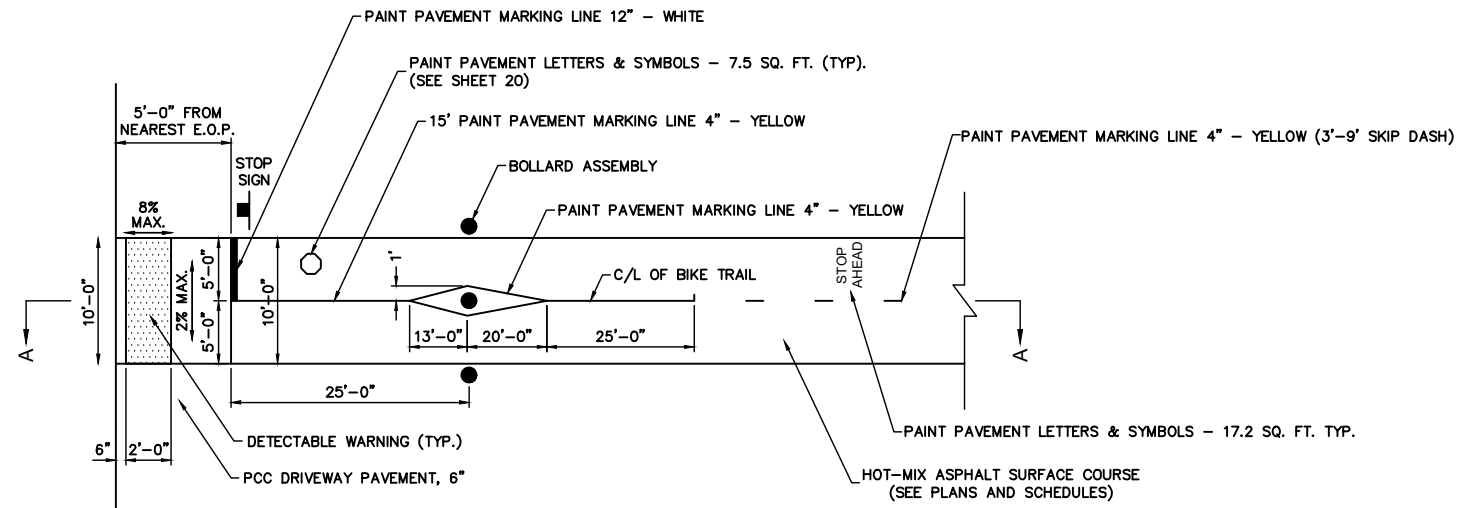 PAINT PAVEMENT MARKING LINE 12" – WHITE
PAINT PAVEMENT LETTERS & SYMBOLS – 7.5 SQ. FT. (TYP).
(SEE SHEET 20)
5'–0" FROM
NEAREST E.O.P.
15' PAINT PAVEMENT MARKING LINE 4" – YELLOW
PAINT PAVEMENT MARKING LINE 4" – YELLOW (3'–9' SKIP DASH)
STOP
SIGN
BOLLARD ASSEMBLY
8%
MAX.
PAINT PAVEMENT MARKING LINE 4" – YELLOW
10'–0"
2% MAX.
5'–0"
5'–0"
10'–0"
1'
C/L OF BIKE TRAIL
STOP
AHEAD
13'–0"
20'–0"
25'–0"
A
A
25'–0"
6"
2'–0"
DETECTABLE WARNING (TYP.)
PCC DRIVEWAY PAVEMENT, 6"
PAINT PAVEMENT LETTERS & SYMBOLS – 17.2 SQ. FT. TYP.
HOT–MIX ASPHALT SURFACE COURSE
(SEE PLANS AND SCHEDULES)